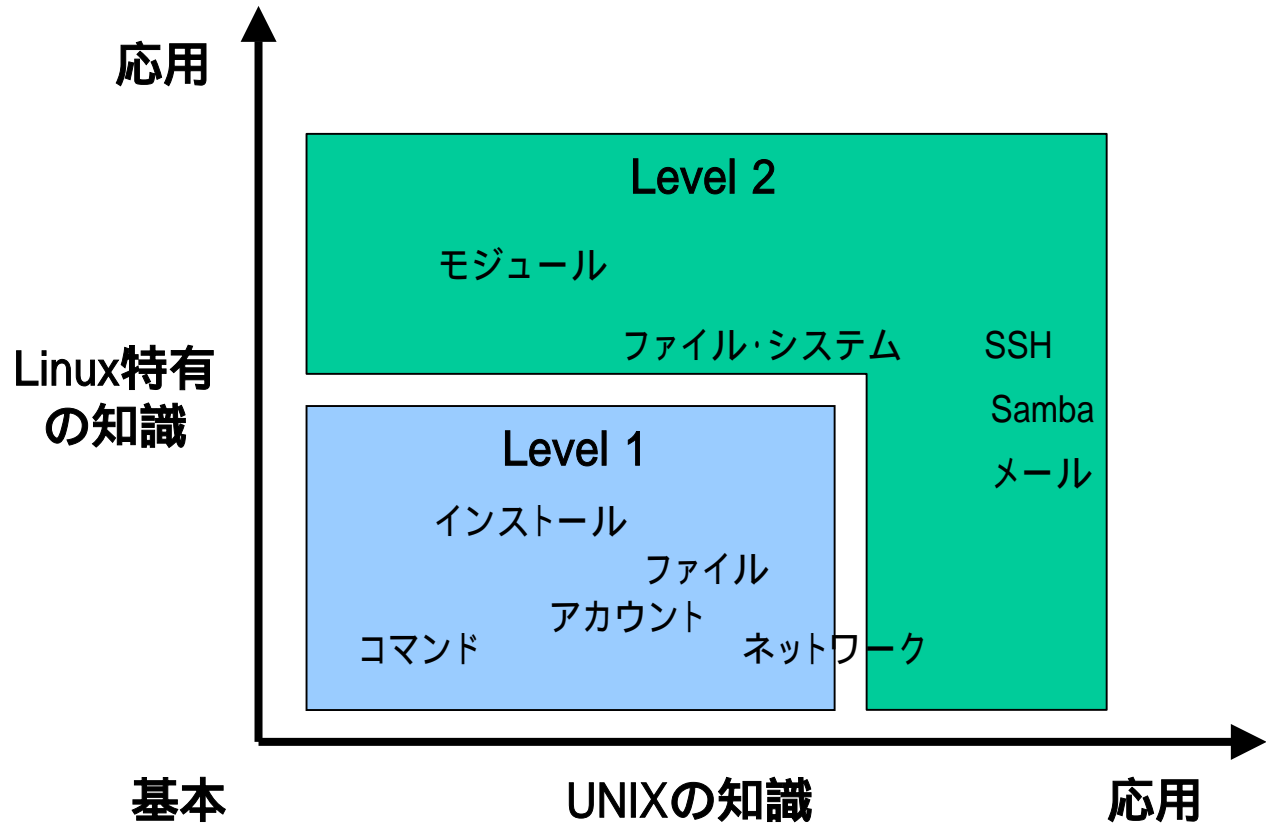 応用
Level 2
モジュール
ファイル・システム
SSH
Samba
メール
Linux特有
の知識
Level 1
インストール
ファイル
アカウント
コマンド
ネットワーク
基本
UNIXの知識
応用